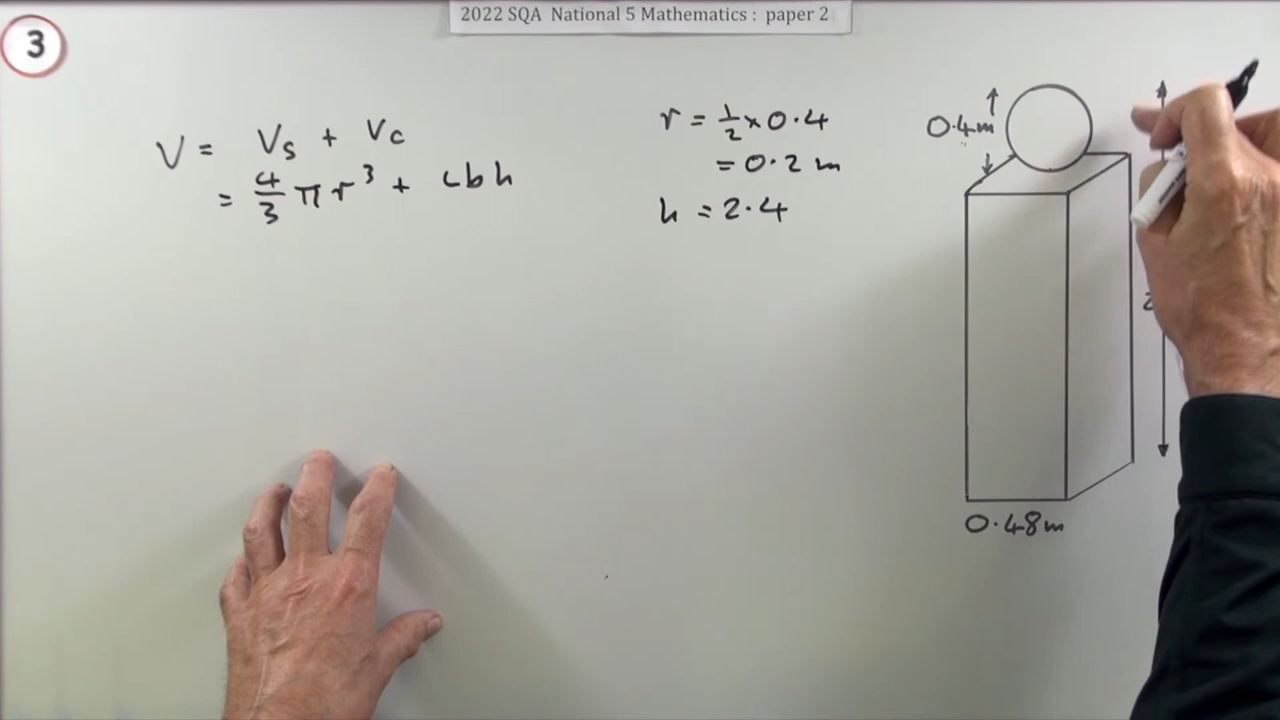 2022 SQA National 5 Mathematics : paper 2
3
V = Vs + Vc
= 4/3 π r³ + lbh
r = 1/2 × 0.4
= 0.2 m
h = 2.4
0.4m
0.48m